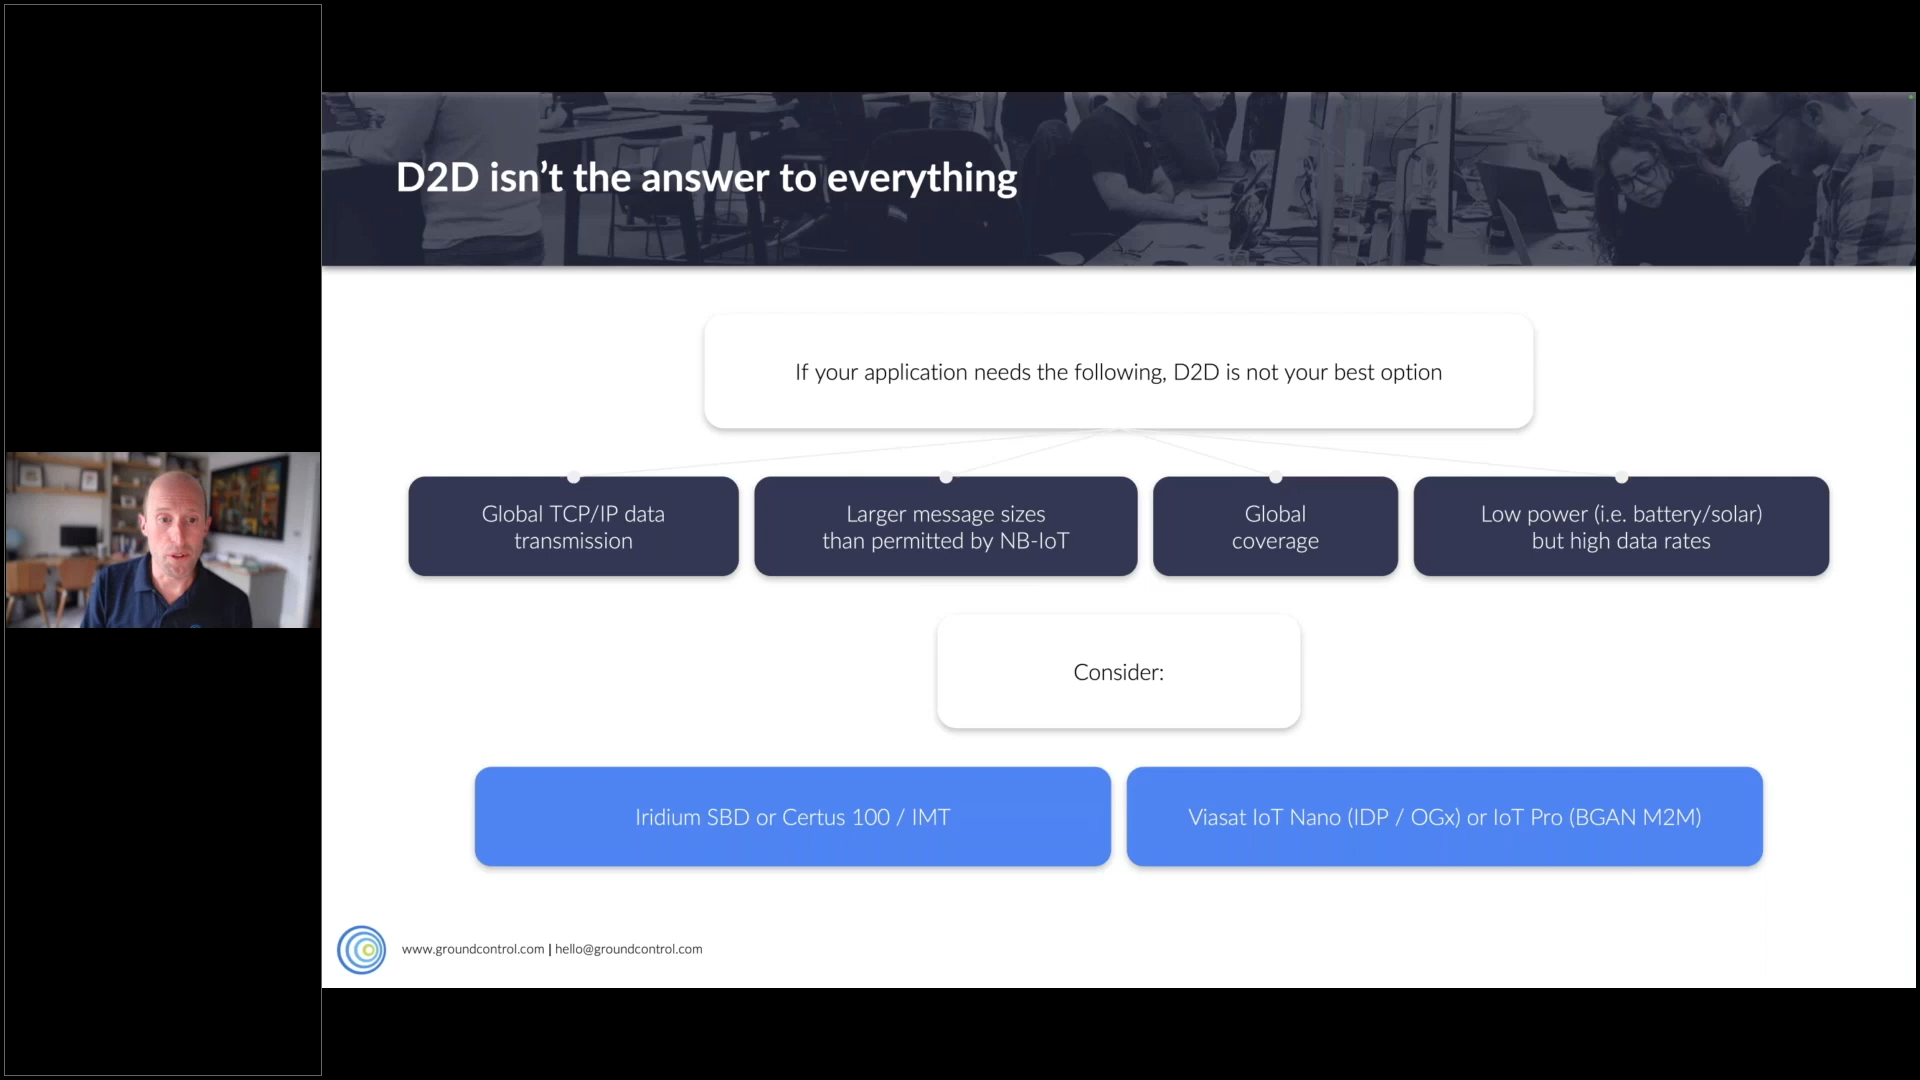 D2D isn’t the answer to everything
If your application needs the following, D2D is not your best option
Global TCP/IP data
transmission
Larger message sizes
than permitted by NB-IoT
Global
coverage
Low power (i.e. battery/solar)
but high data rates
Consider:
Iridium SBD or Certus 100 / IMT
Viasat IoT Nano (IDP / OGx) or IoT Pro (BGAN M2M)
www.groundcontrol.com | hello@groundcontrol.com